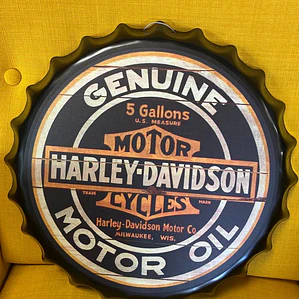 GENUINE
5 Gallons
U.S. MEASURE
MOTOR
HARLEY-DAVIDSON
TRADE MARK
CYCLES
Harley-Davidson Motor Co
MILWAUKEE, WIS.
MOTOR OIL